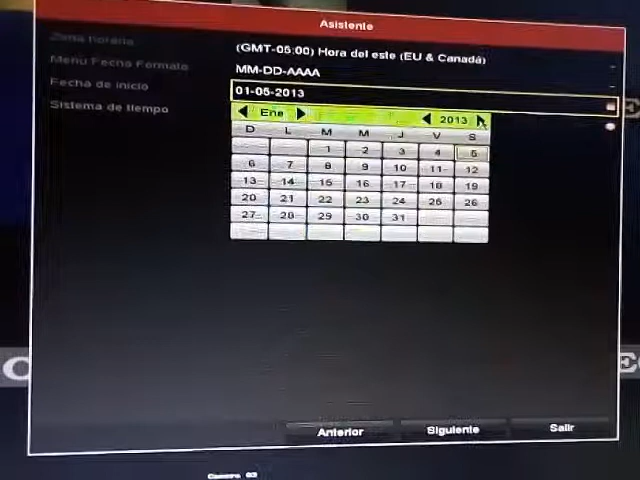 Asistente
Zona horaria
(GMT-05:00) Hora del este (EU & Canadá)
Menu Fecha Formato
MM-DD-AAAA
Fecha de inicio
01-05-2013
Sistema de tiempo
Ene 2013
D L M M J V S
1 2 3 4 5
6 7 8 9 10 11 12
13 14 15 16 17 18 19
20 21 22 23 24 25 26
27 28 29 30 31
Anterior Siguiente Salir
Camera 03